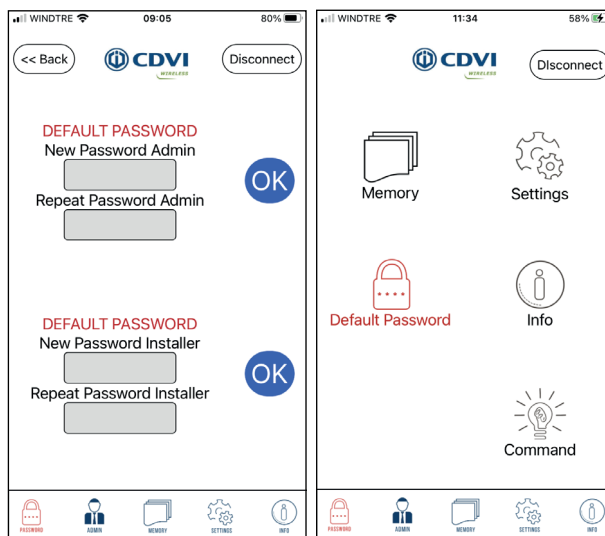 WINDTRE 09:05 80%
<< Back CDVI WIRELESS Disconnect
DEFAULT PASSWORD
New Password Admin
OK
Repeat Password Admin
DEFAULT PASSWORD
New Password Installer
OK
Repeat Password Installer
PASSWORD ADMIN MEMORY SETTINGS INFO
WINDTRE 11:34 58%
CDVI WIRELESS DIsconnect
Memory Settings
Default Password Info
Command
PASSWORD ADMIN MEMORY SETTINGS INFO